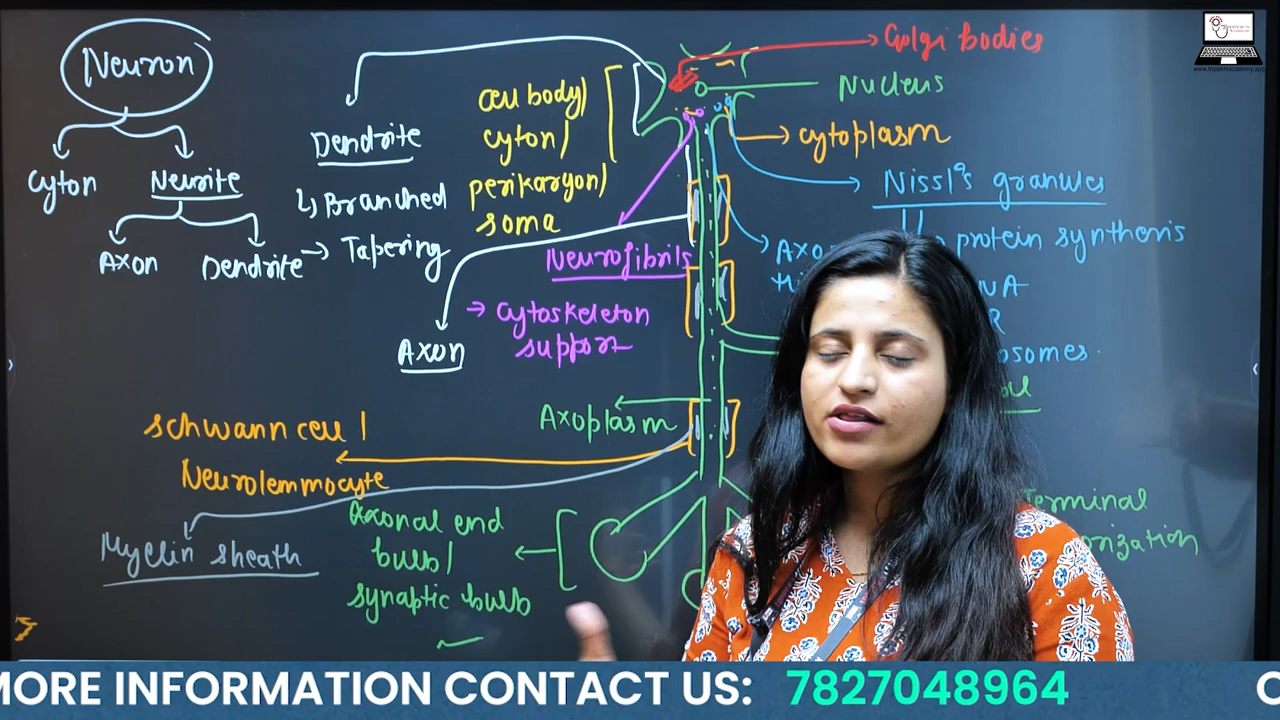 Neuron
Cyton
Neurite
Axon
Dendrite
Dendrite
↳ Branched
→ Tapering
cell body/
cyton/
perikaryon/
soma
Golgi bodies
Nucleus
cytoplasm
Nissl's granules
protein synthesis
Neurofibrils
→ cytoskeleton
support
Axon
Axoplasm
schwann cell /
Neurolemmocyte
Myelin sheath
Axonal end
bulb/
synaptic bulb
Terminal
MORE INFORMATION CONTACT US: 7827048964